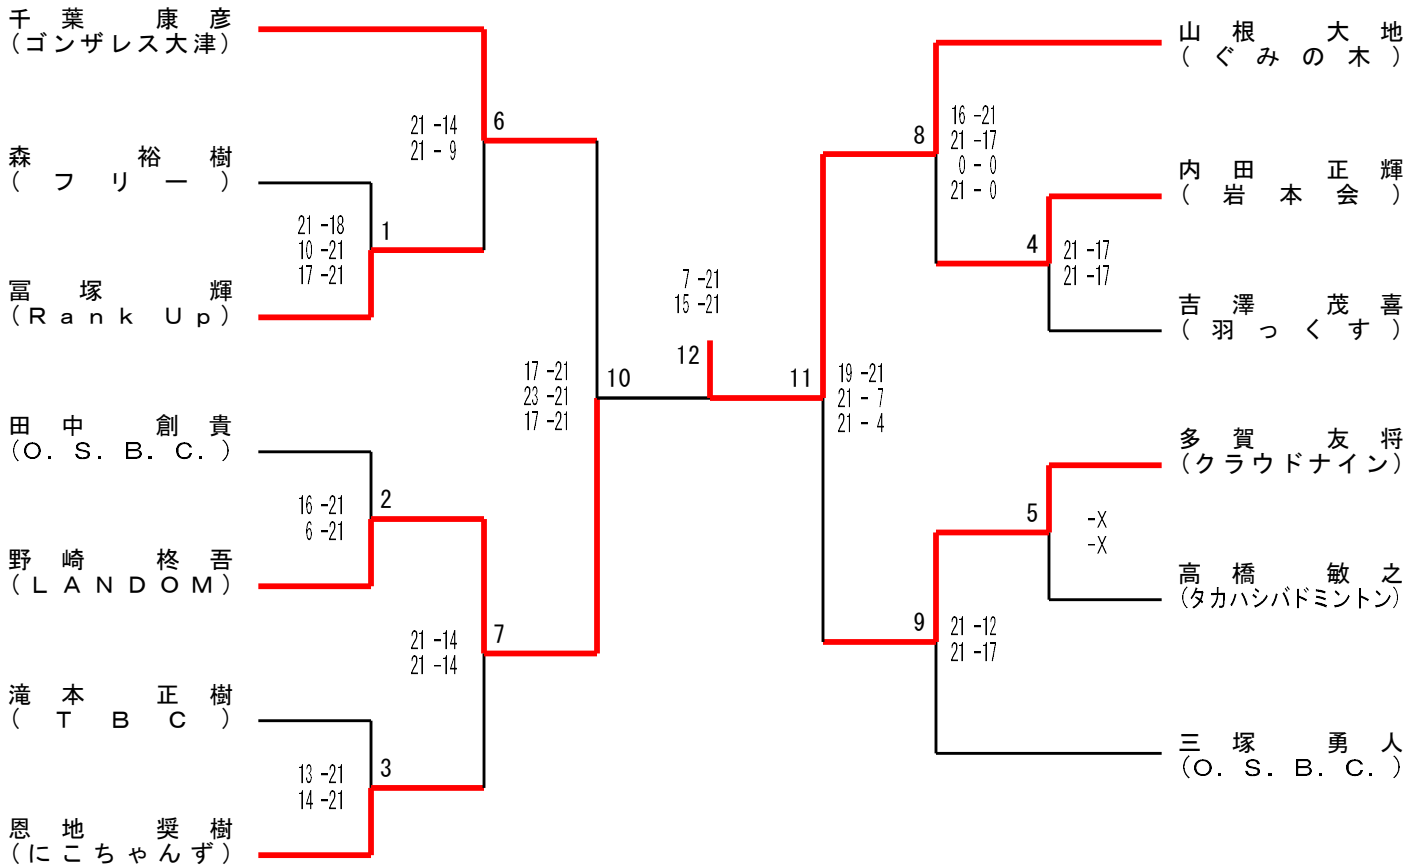 千葉 康彦
(ゴンザレス大津)
6
21 -14
21 - 9
森 裕樹
(フリー)
21 -18
10 -21
17 -21
1
冨塚 輝
(Rank Up)
17 -21
23 -21
17 -21
10
田中 創貴
(O.S.B.C.)
16 -21
6 -21
2
野崎 柊吾
(LANDOM)
21 -14
21 -14
7
滝本 正樹
(TBC)
13 -21
14 -21
3
恩地 奨樹
(にこちゃんず)
7 -21
15 -21
12
山根 大地
(ぐみの木)
8
16 -21
21 -17
0 - 0
21 - 0
内田 正輝
(岩本会)
4
21 -17
21 -17
吉澤 茂喜
(羽っくす)
11
19 -21
21 - 7
21 - 4
多賀 友将
(クラウドナイン)
5
-X
-X
高橋 敏之
(タカハシバドミントン)
9
21 -12
21 -17
三塚 勇人
(O.S.B.C.)